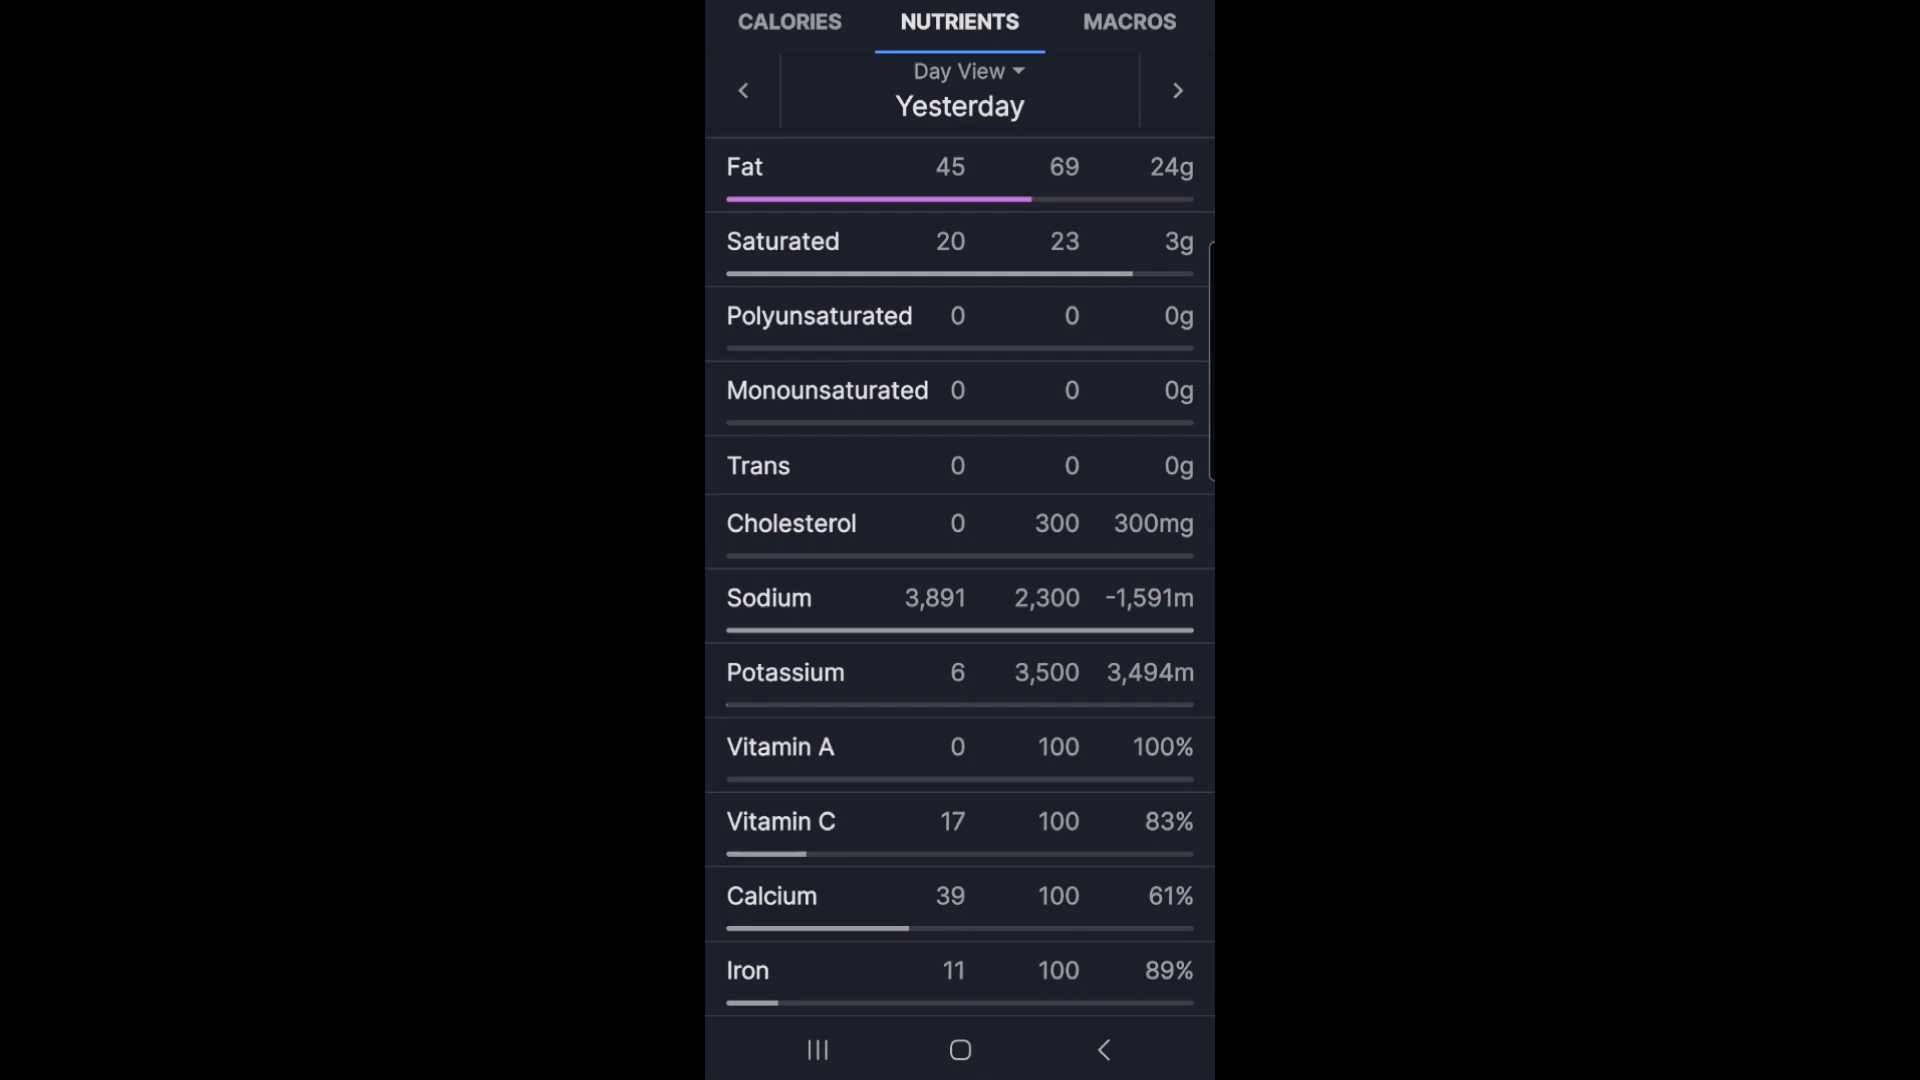 CALORIES NUTRIENTS MACROS
Day View
Yesterday
Fat 45 69 24g
Saturated 20 23 3g
Polyunsaturated 0 0 0g
Monounsaturated 0 0 0g
Trans 0 0 0g
Cholesterol 0 300 300mg
Sodium 3,891 2,300 -1,591m
Potassium 6 3,500 3,494m
Vitamin A 0 100 100%
Vitamin C 17 100 83%
Calcium 39 100 61%
Iron 11 100 89%